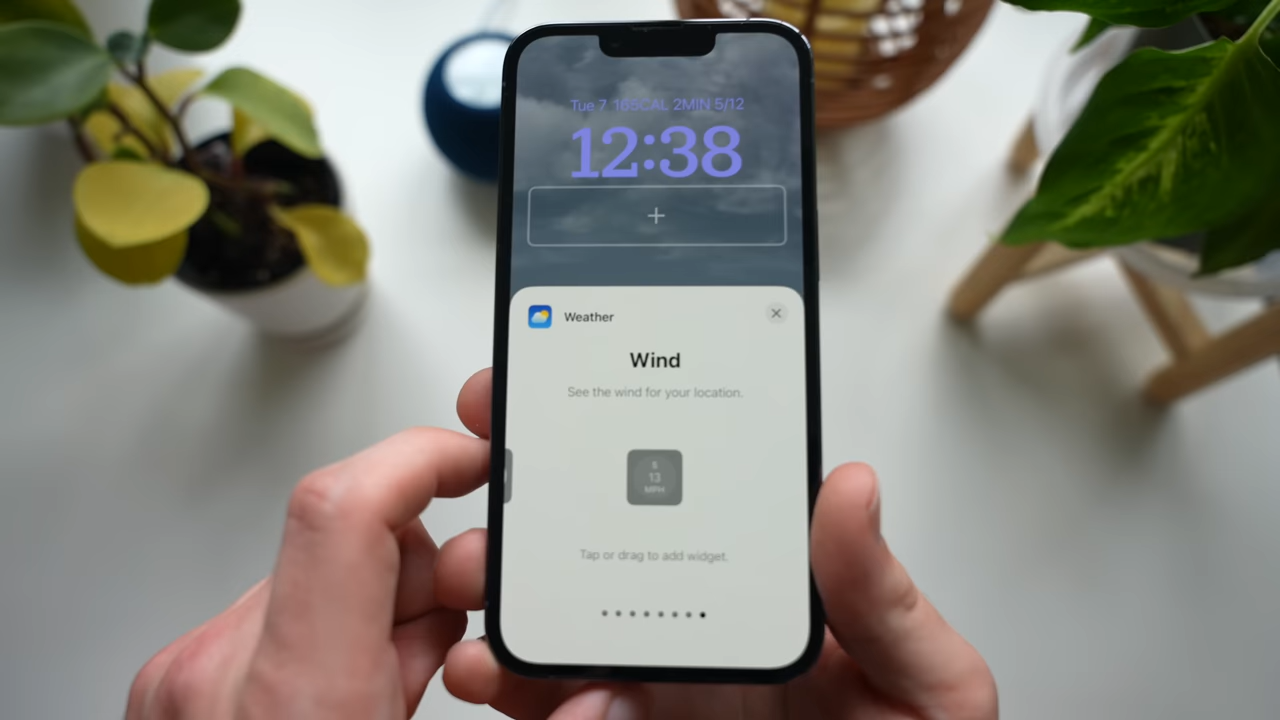 Tue 7 165CAL 2MIN 5/12
12:38
+
Weather
Wind
See the wind for your location.
S
13
MPH
Tap or drag to add widget.